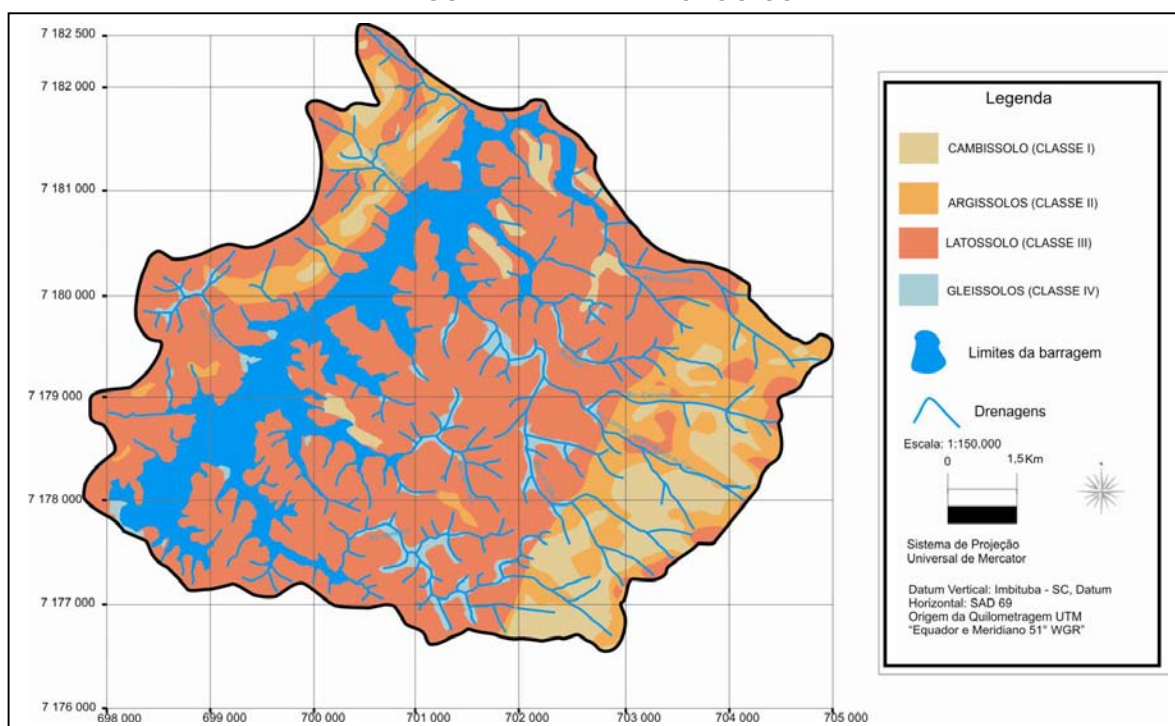 7 182 500
7 182 000
7 181 000
7 180 000
7 179 000
7 178 000
7 177 000
7 176 000
698 000
699 000
700 000
701 000
702 000
703 000
704 000
705 000
Legenda
CAMBISSOLO (CLASSE I)
ARGISSOLOS (CLASSE II)
LATOSSOLO (CLASSE III)
GLEISSOLOS (CLASSE IV)
Limites da barragem
Drenagens
Escala: 1:150.000
0 1,5 Km
Sistema de Projeção
Universal de Mercator
Datum Vertical: Imbituba - SC, Datum
Horizontal: SAD 69
Origem da Quilometragem UTM
"Equador e Meridiano 51° WGR"